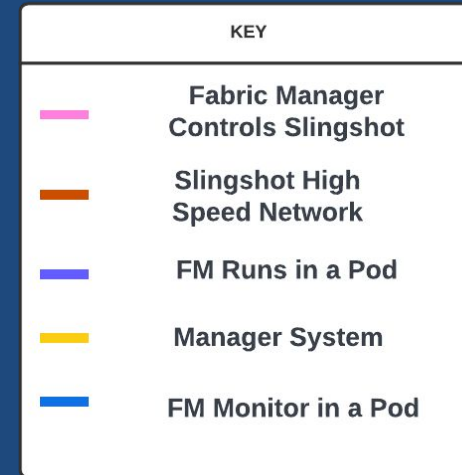 KEY
Fabric Manager
Controls Slingshot
Slingshot High
Speed Network
FM Runs in a Pod
Manager System
FM Monitor in a Pod